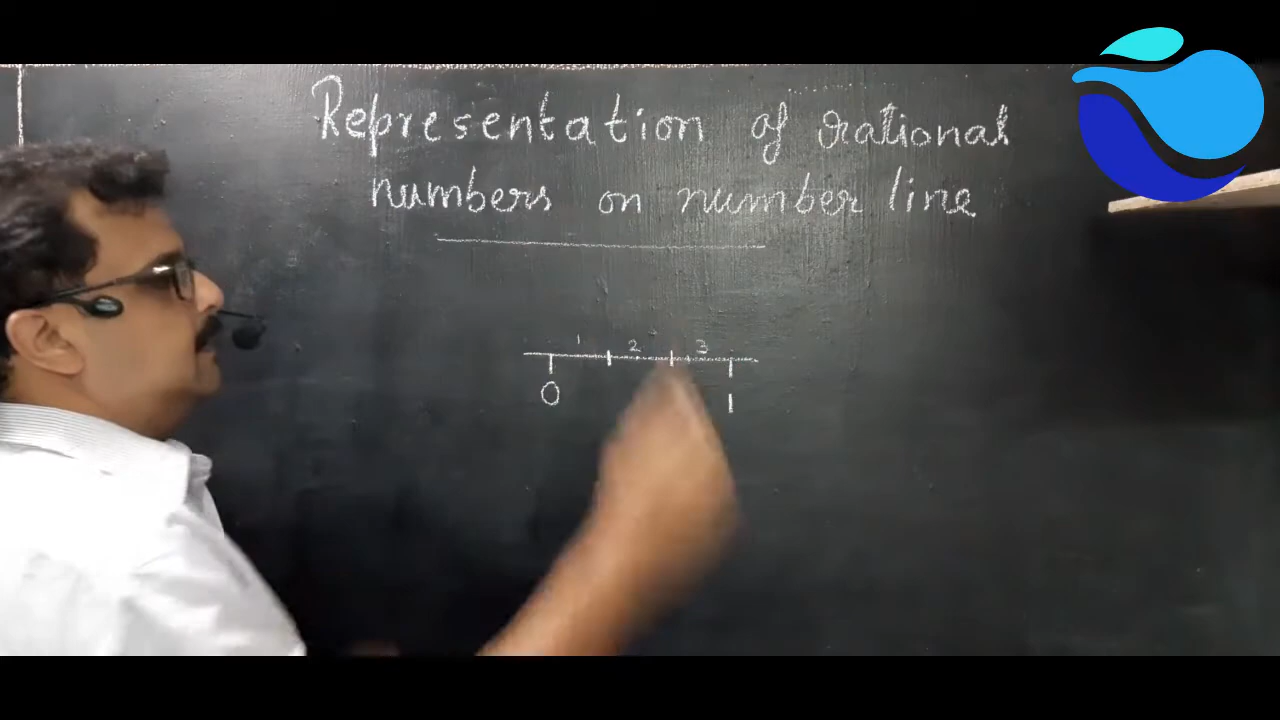 Representation of rational
numbers on number line
1 2 3
0 1